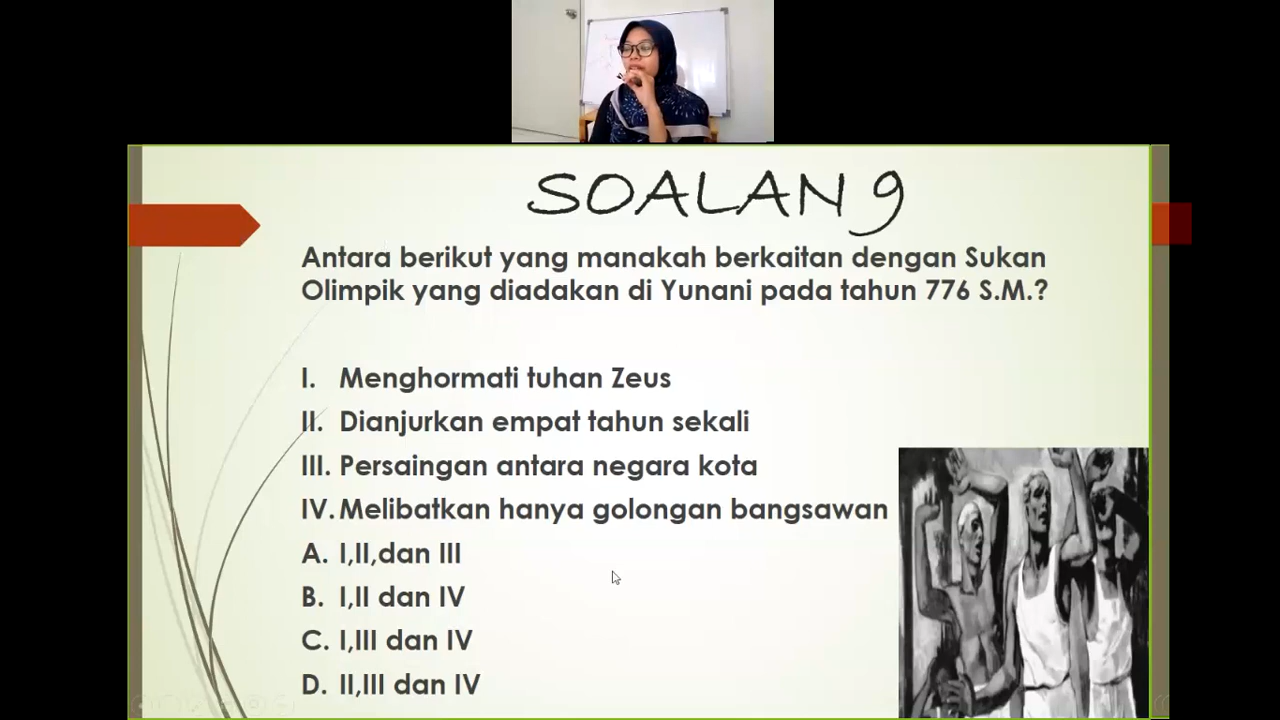 SOALAN 9
Antara berikut yang manakah berkaitan dengan Sukan
Olimpik yang diadakan di Yunani pada tahun 776 S.M.?
I. Menghormati tuhan Zeus
II. Dianjurkan empat tahun sekali
III. Persaingan antara negara kota
IV. Melibatkan hanya golongan bangsawan
A. I,II,dan III
B. I,II dan IV
C. I,III dan IV
D. II,III dan IV